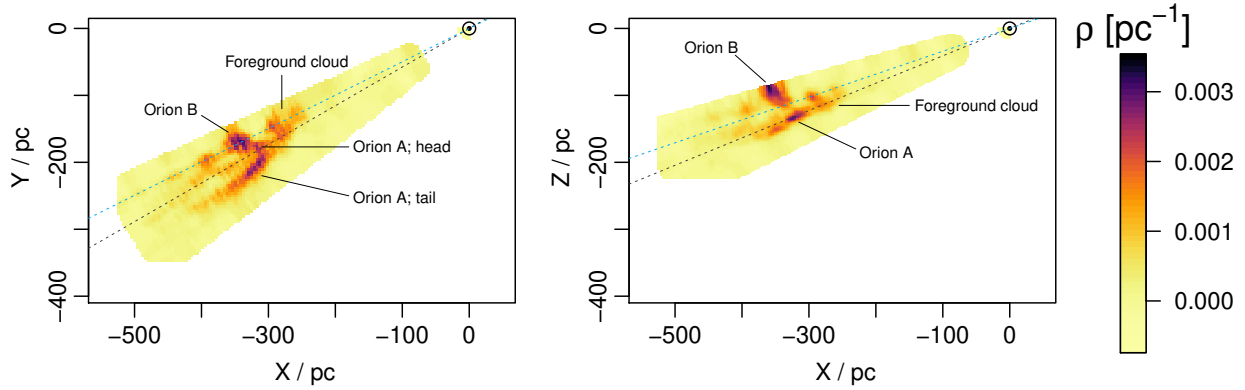 ρ [pc⁻¹]
0
−100
−200
−400
Y / pc
Foreground cloud
Orion B
Orion A; head
Orion A; tail
−500
−300
−100
0
X / pc
0
−100
−200
−400
Z / pc
Orion B
Foreground cloud
Orion A
−500
−300
−100
0
X / pc
0.003
0.002
0.001
0.000